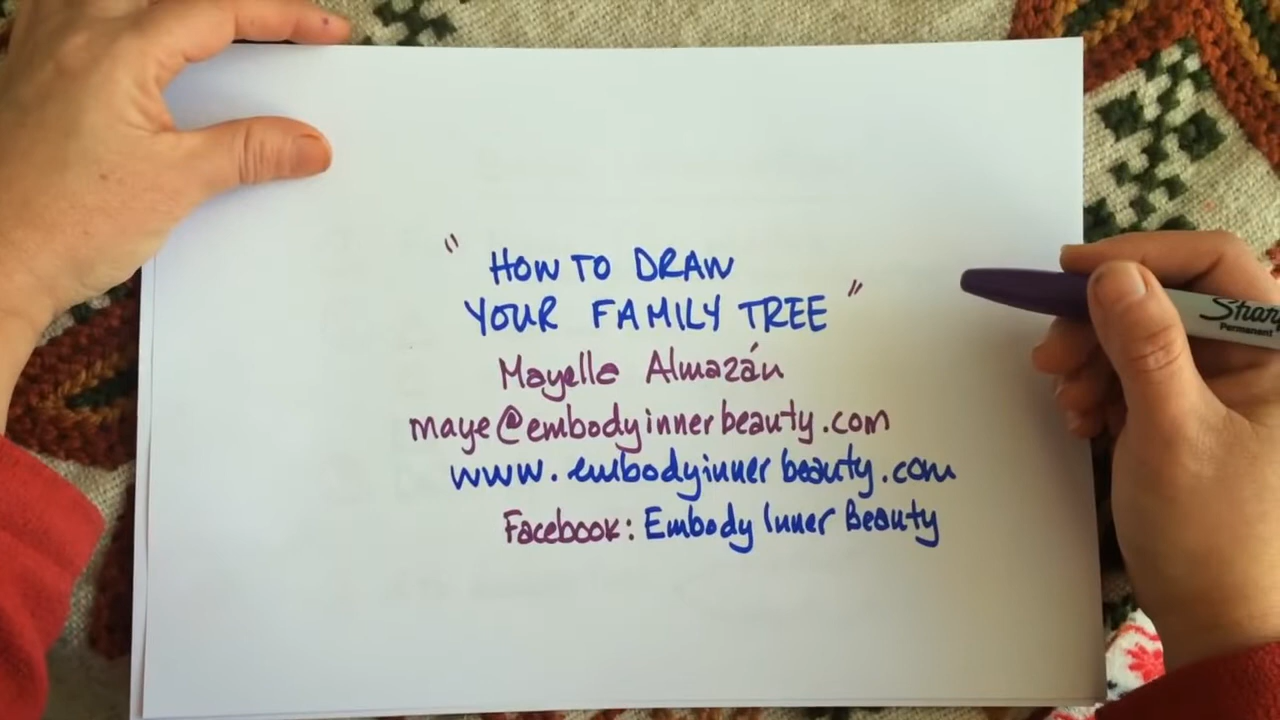 " HOW TO DRAW
YOUR FAMILY TREE "
Mayelle Almazán
maye@embodyinnerbeauty.com
www.embodyinnerbeauty.com
Facebook: Embody Inner Beauty
Permanent